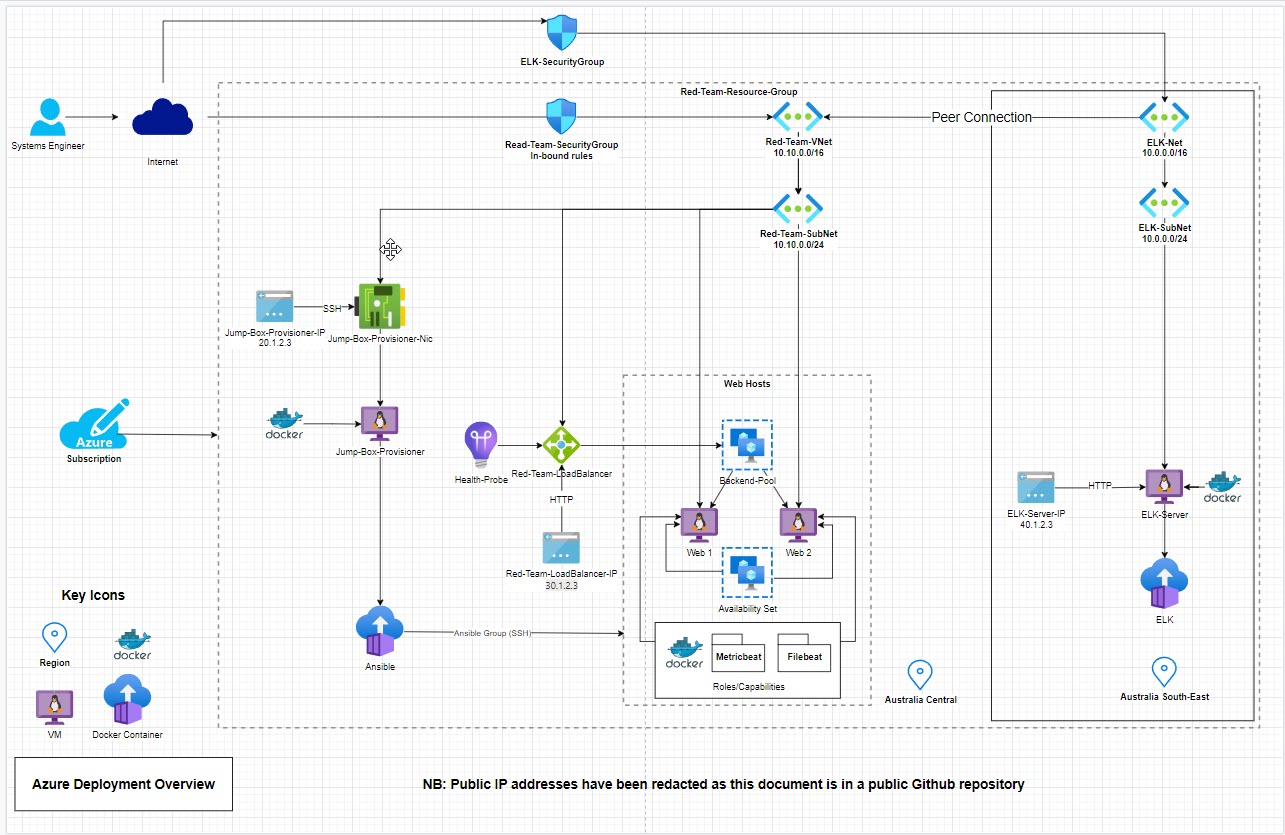 ELK-SecurityGroup
Red-Team-Resource-Group
Systems Engineer
Internet
Read-Team-SecurityGroup
In-bound rules
Red-Team-VNet
10.10.0.0/16
Peer Connection
ELK-Net
10.0.0.0/16
Red-Team-SubNet
10.10.0.0/24
ELK-SubNet
10.0.0.0/24
SSH
Jump-Box-Provisioner-IP
20.1.2.3
Jump-Box-Provisioner-Nic
Web Hosts
Azure
Subscription
docker
Jump-Box-Provisioner
Health-Probe
Red-Team-LoadBalancer
HTTP
Red-Team-LoadBalancer-IP
30.1.2.3
Backend-Pool
Web 1
Web 2
Availability Set
HTTP
ELK-Server-IP
40.1.2.3
ELK-Server
docker
ELK
Ansible
Ansible Group (SSH)
docker
Metricbeat
Filebeat
Roles/Capabilities
Australia Central
Australia South-East
Key Icons
Region
docker
VM
Docker Container
Azure Deployment Overview
NB: Public IP addresses have been redacted as this document is in a public Github repository